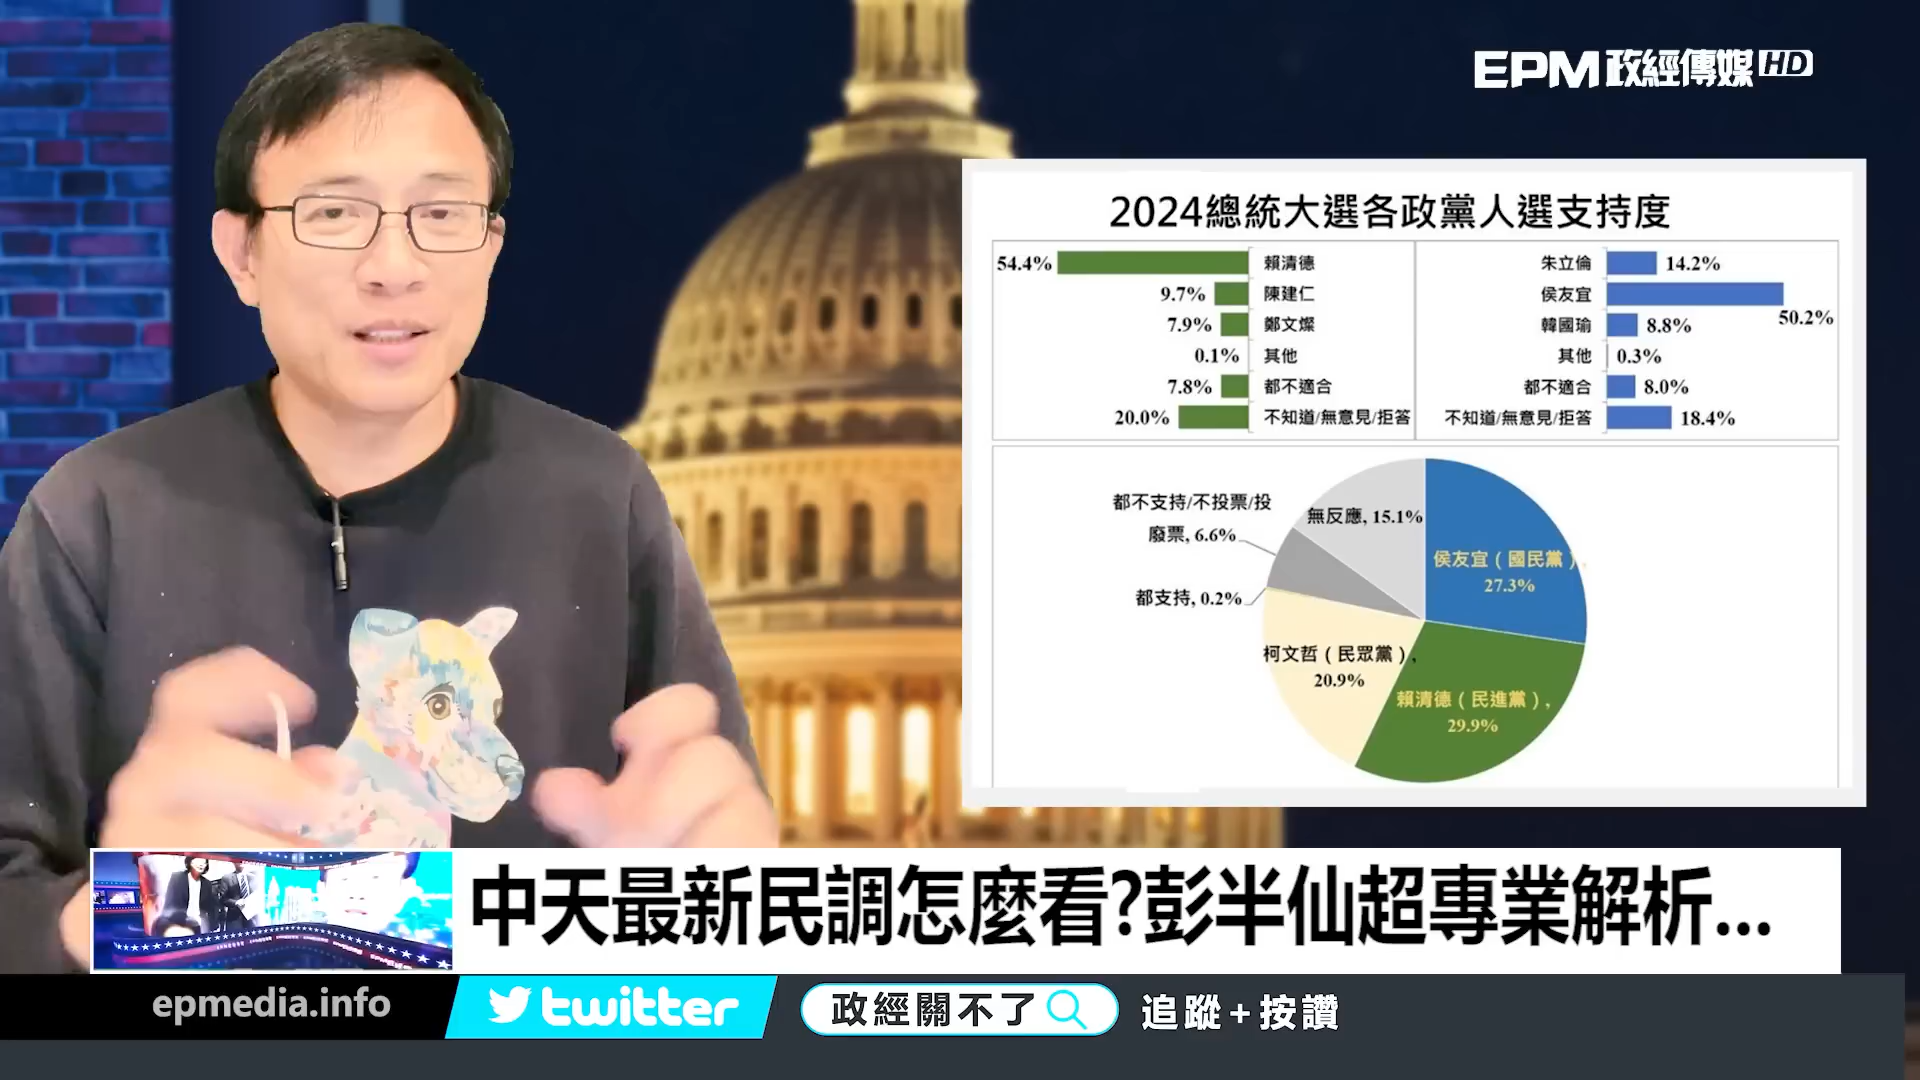 EPM政經傳媒HD
2024總統大選各政黨人選支持度
54.4% 賴清德
9.7% 陳建仁
7.9% 鄭文燦
0.1% 其他
7.8% 都不適合
20.0% 不知道/無意見/拒答
朱立倫 14.2%
侯友宜 50.2%
韓國瑜 8.8%
其他 0.3%
都不適合 8.0%
不知道/無意見/拒答 18.4%
都不支持/不投票/投
廢票, 6.6%
無反應, 15.1%
侯友宜（國民黨）,
27.3%
都支持, 0.2%
柯文哲（民眾黨）,
20.9%
賴清德（民進黨）,
29.9%
中天最新民調怎麼看?彭半仙超專業解析...
epmedia.info
twitter
政經關不了
追蹤+按讚